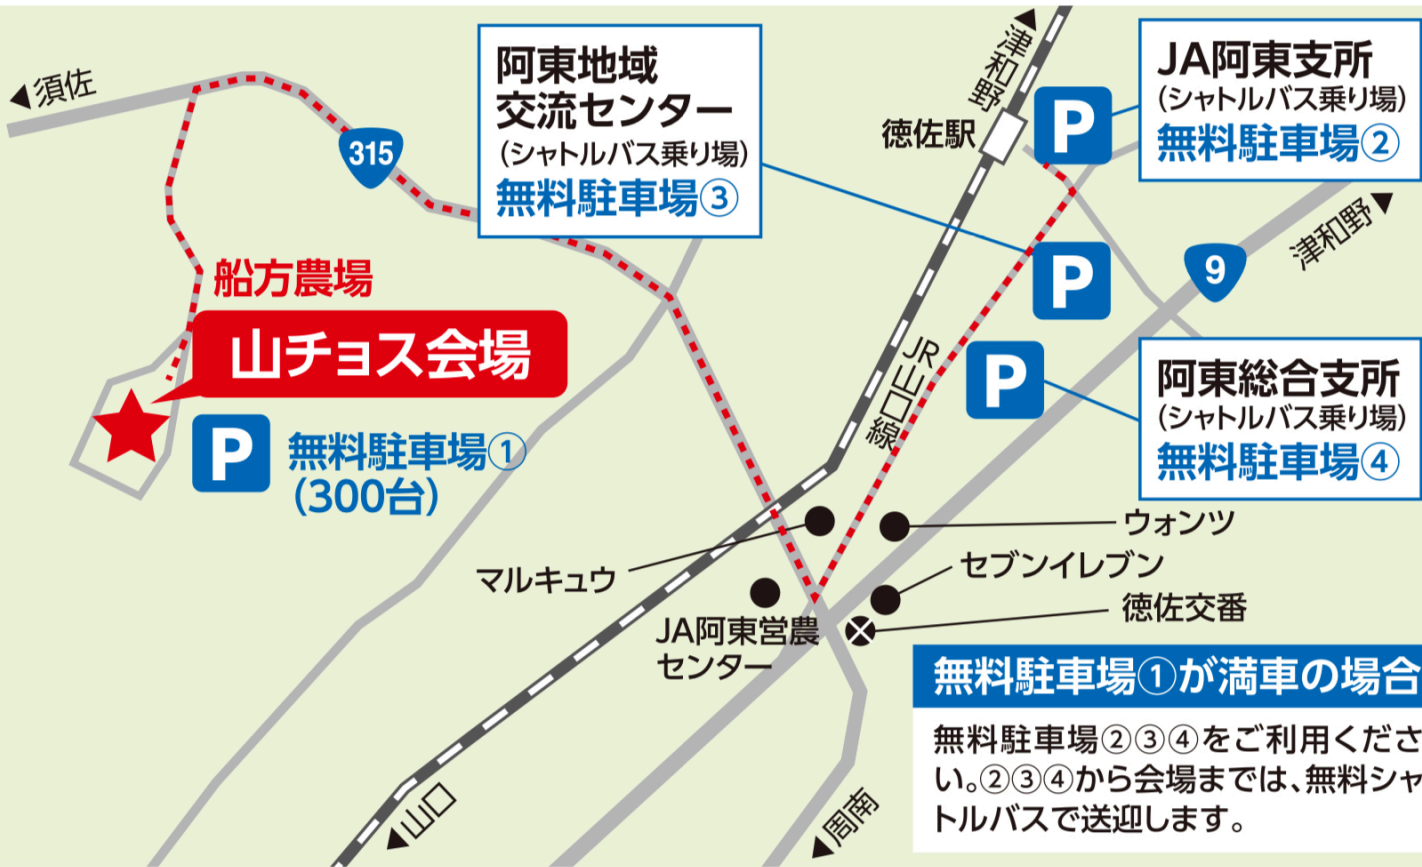 ◀須佐
315
阿東地域
交流センター
(シャトルバス乗り場)
無料駐車場③
◀津和野
徳佐駅
P
JA阿東支所
(シャトルバス乗り場)
無料駐車場②
津和野▶
9
P
船方農場
山チョス会場
P
無料駐車場①
(300台)
JR山口線
P
阿東総合支所
(シャトルバス乗り場)
無料駐車場④
ウォンツ
マルキュウ
セブンイレブン
徳佐交番
JA阿東営農
センター
◀山口
◀周南
無料駐車場①が満車の場合
無料駐車場②③④をご利用くださ
い。②③④から会場までは、無料シャ
トルバスで送迎します。